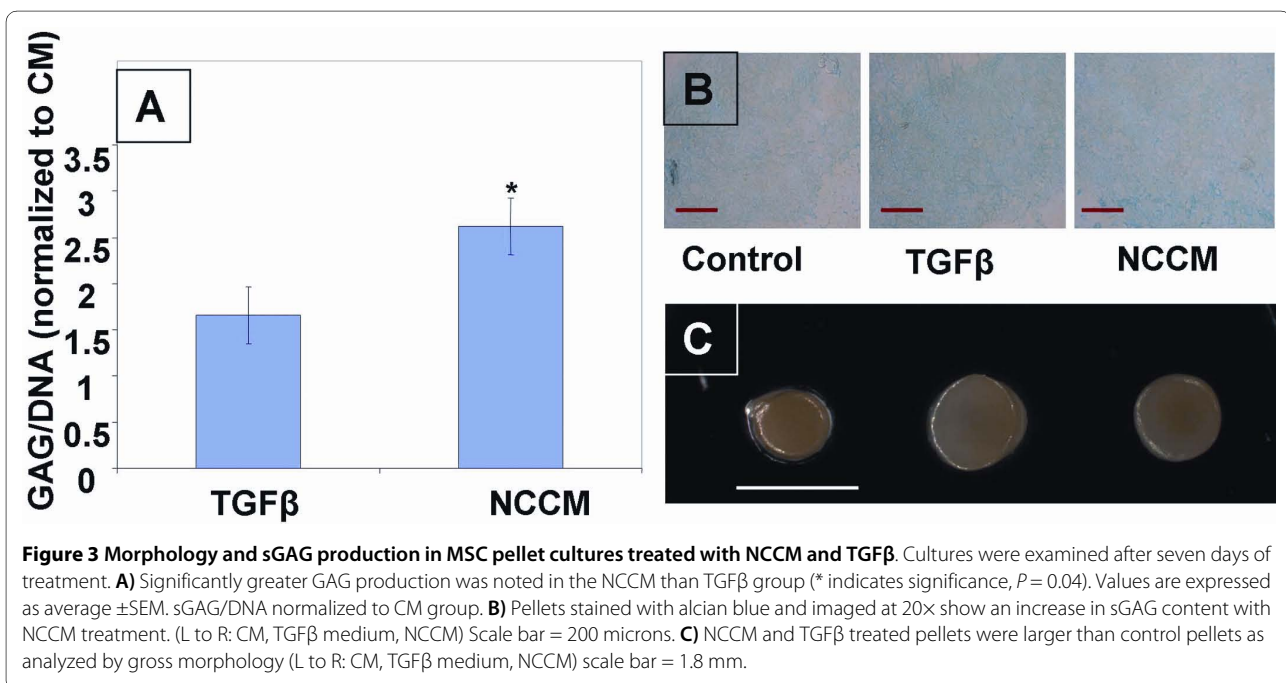 GAG/DNA (normalized to CM)
A
3.5
3
2.5
2
1.5
1
0.5
0
*
TGFβ
NCCM
B
Control
TGFβ
NCCM
C
Figure 3 Morphology and sGAG production in MSC pellet cultures treated with NCCM and TGFβ. Cultures were examined after seven days of
treatment. A) Significantly greater GAG production was noted in the NCCM than TGFβ group (* indicates significance, P = 0.04). Values are expressed
as average ±SEM. sGAG/DNA normalized to CM group. B) Pellets stained with alcian blue and imaged at 20× show an increase in sGAG content with
NCCM treatment. (L to R: CM, TGFβ medium, NCCM) Scale bar = 200 microns. C) NCCM and TGFβ treated pellets were larger than control pellets as
analyzed by gross morphology (L to R: CM, TGFβ medium, NCCM) scale bar = 1.8 mm.